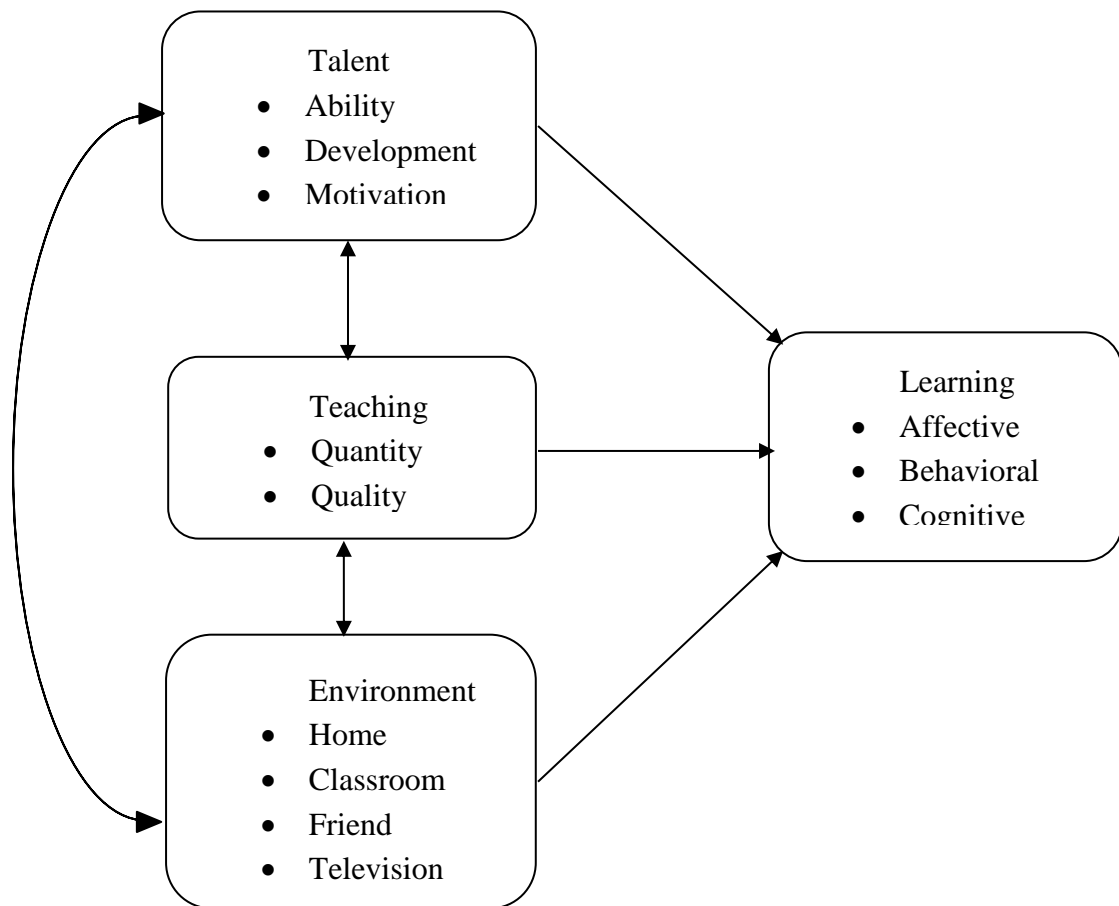 Talent
• Ability
• Development
• Motivation
Teaching
• Quantity
• Quality
Environment
• Home
• Classroom
• Friend
• Television
Learning
• Affective
• Behavioral
• Cognitive